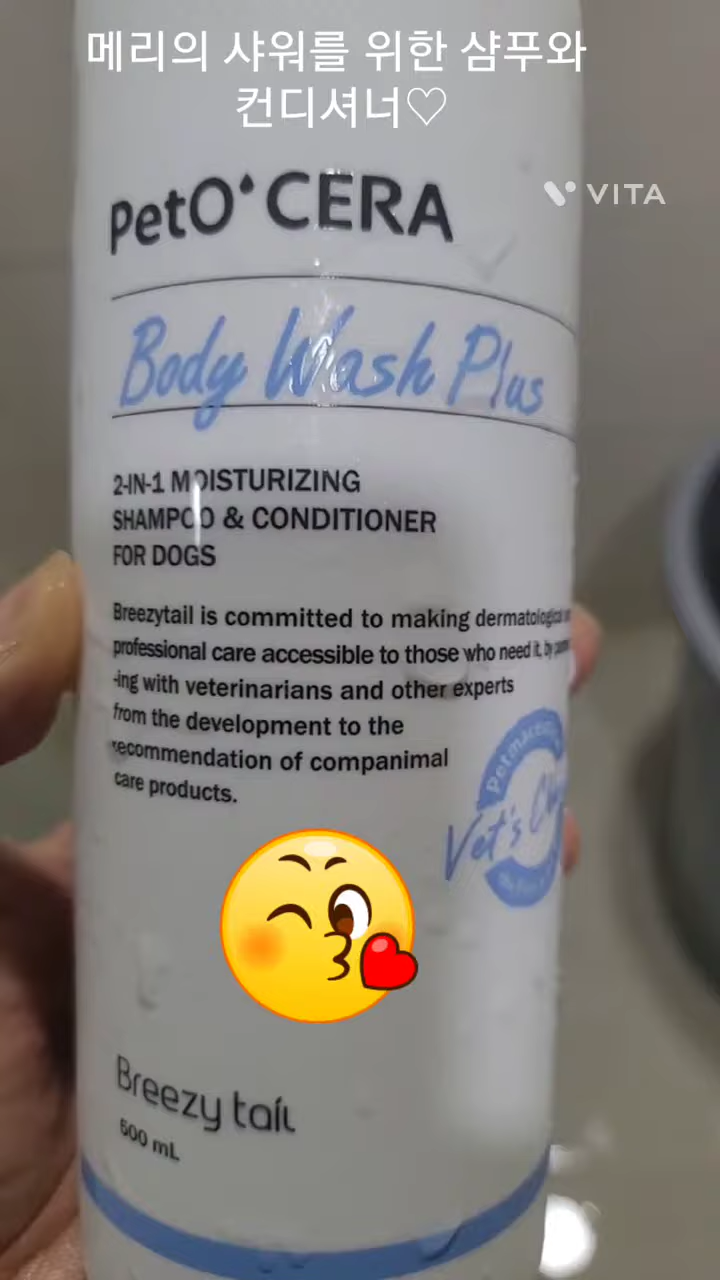 메리의 샤워를 위한 샴푸와
컨디셔너♡
VITA
PetO'CERA
Body Wash Plus
2-IN-1 MOISTURIZING
SHAMPOO & CONDITIONER
FOR DOGS
Breezytail is committed to making
professional care accessible to those who need it, by
-ing with veterinarians and other experts
from the development to the
recommendation of companimal
care products.
Vet's
Breezy tail
600 mL